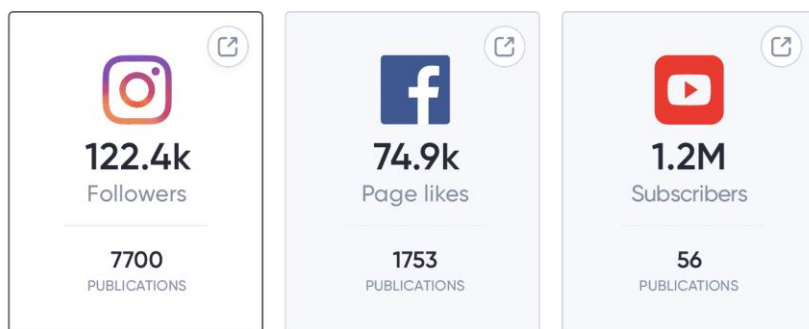 122.4k
Followers
7700
PUBLICATIONS
74.9k
Page likes
1753
PUBLICATIONS
1.2M
Subscribers
56
PUBLICATIONS